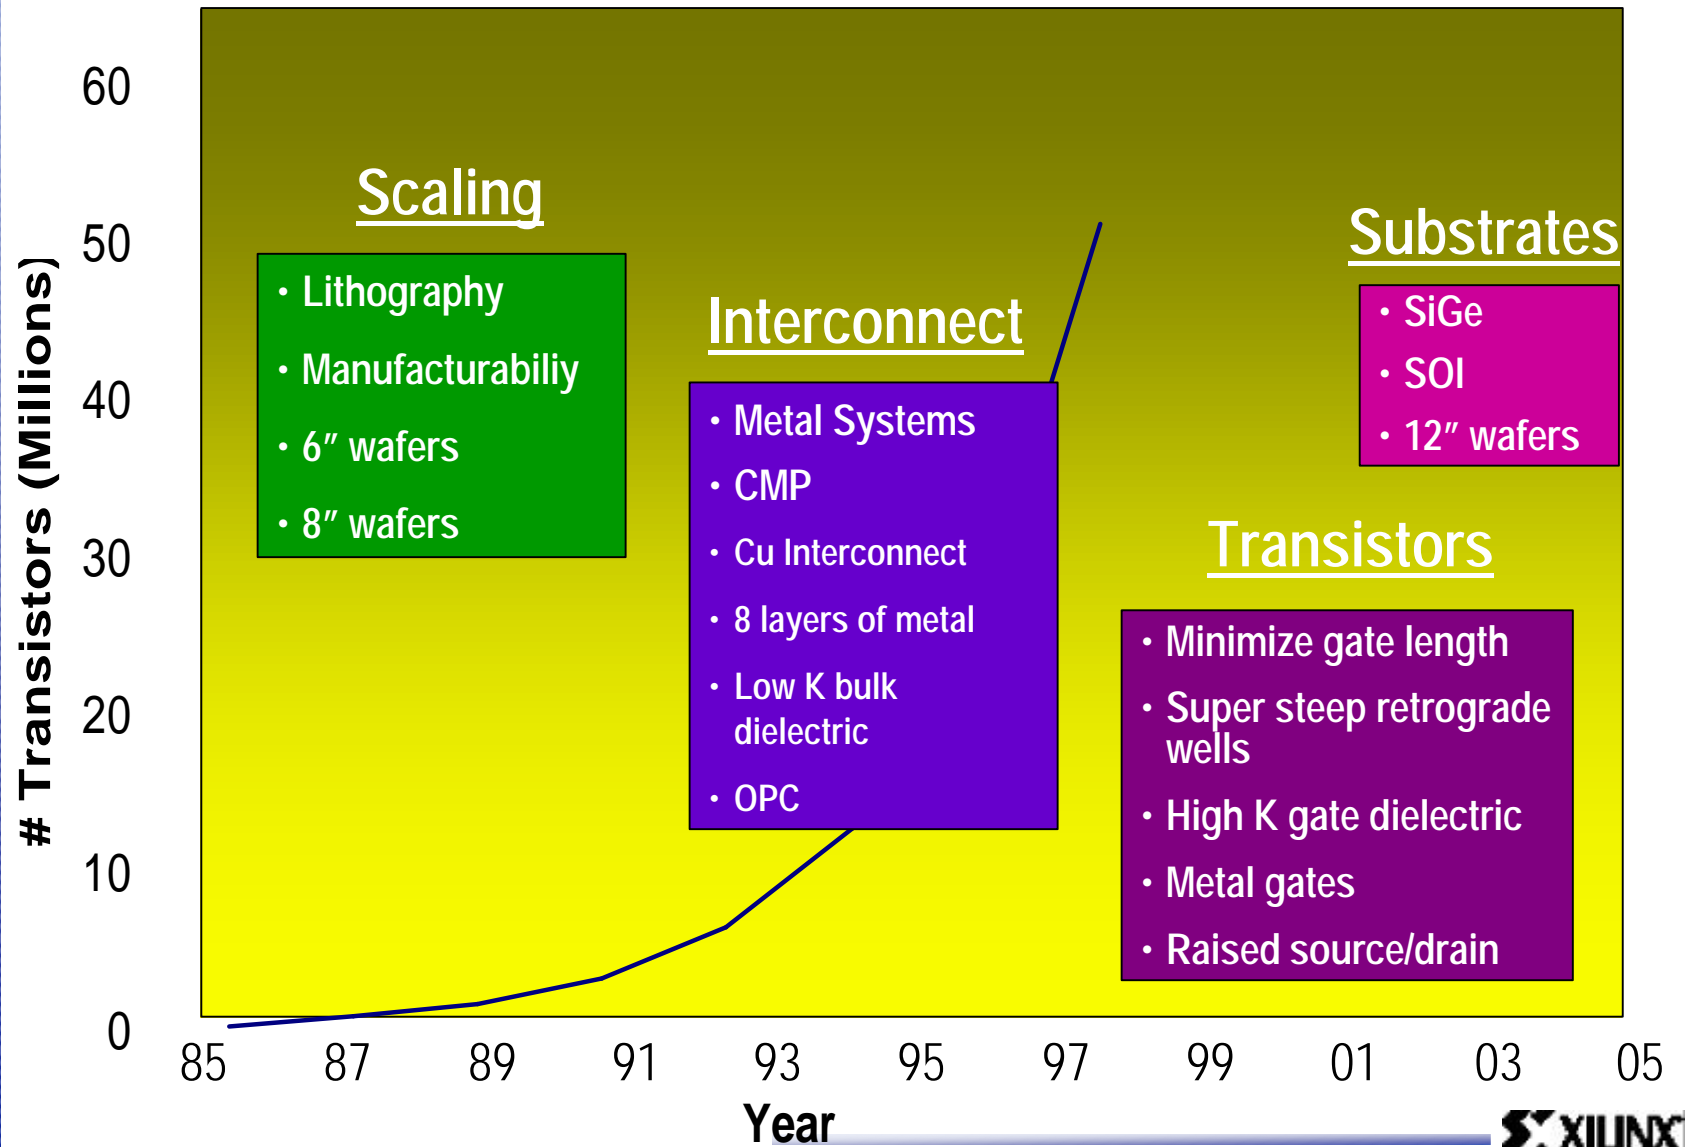 # Transistors (Millions)
60
50
40
30
20
10
0
Scaling
• Lithography
• Manufacturabiliy
• 6″ wafers
• 8″ wafers
Interconnect
• Metal Systems
• CMP
• Cu Interconnect
• 8 layers of metal
• Low K bulk
dielectric
• OPC
Substrates
• SiGe
• SOI
• 12″ wafers
Transistors
• Minimize gate length
• Super steep retrograde
wells
• High K gate dielectric
• Metal gates
• Raised source/drain
85 87 89 91 93 95 97 99 01 03 05
Year
XILINX